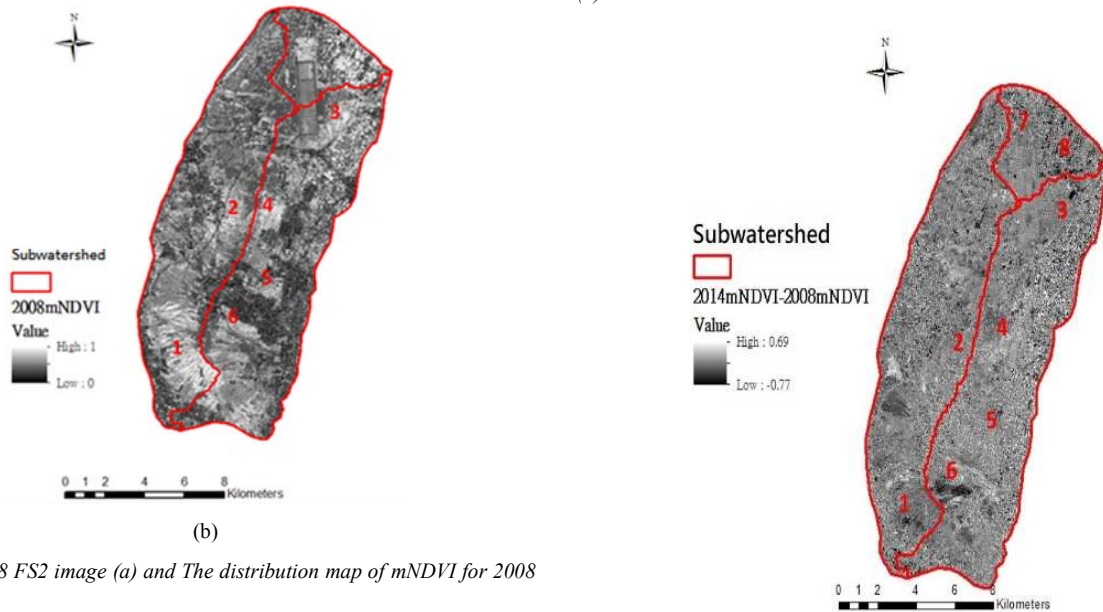 N
3
2
4
5
6
1
Subwatershed
2008mNDVI
Value
High : 1
Low : 0
0 1 2 4 6 8
Kilometers
(b)
8 FS2 image (a) and The distribution map of mNDVI for 2008
N
7
8
3
4
2
5
6
1
Subwatershed
2014mNDVI-2008mNDVI
Value
High : 0.69
Low : -0.77
0 1 2 4 6 8
Kilometers